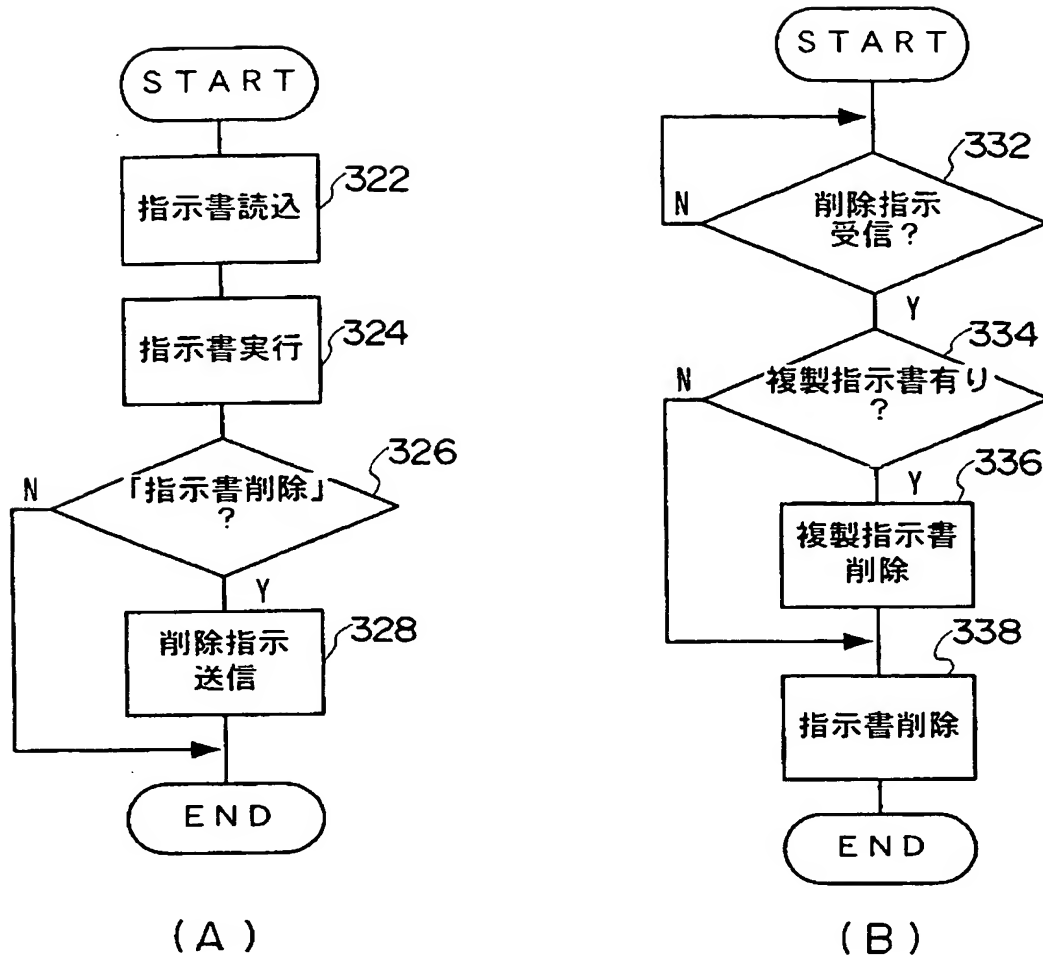 START
指示書読込
322
指示書実行
324
「指示書削除」
?
326
N
Y
削除指示
送信
328
END
(A)
START
削除指示
受信?
332
N
Y
複製指示書有り
?
334
N
Y
複製指示書
削除
336
指示書削除
338
END
(B)